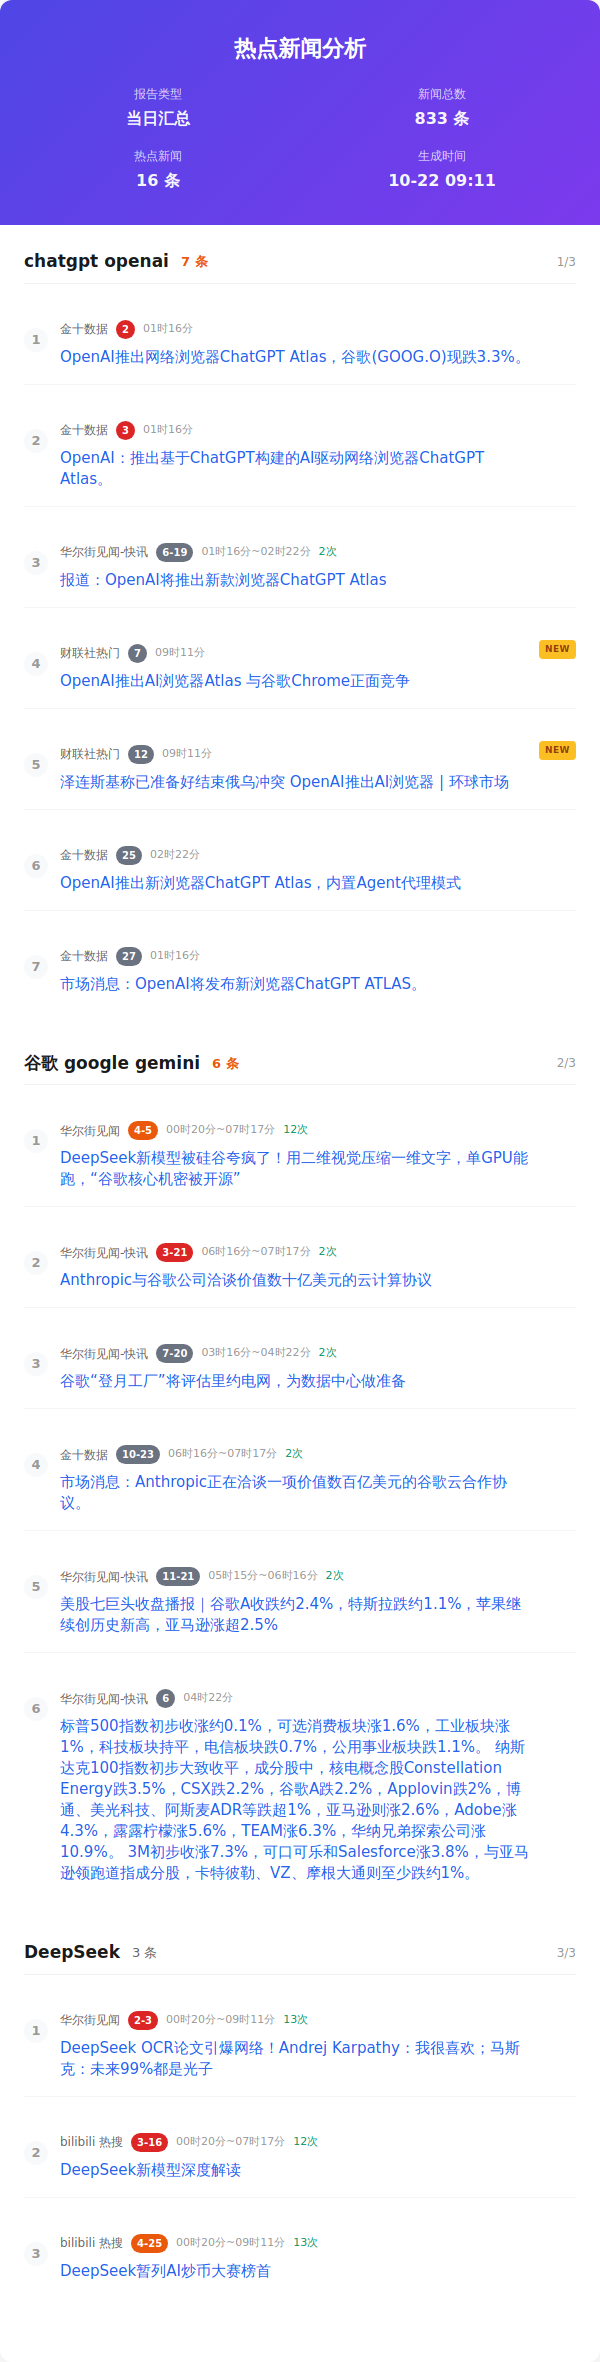 热点新闻分析
报告类型
当日汇总
新闻总数
833 条
热点新闻
16 条
生成时间
10-22 09:11
chatgpt openai 7 条 1/3
1
金十数据 2 01时16分
OpenAI推出网络浏览器ChatGPT Atlas，谷歌(GOOG.O)现跌3.3%。
2
金十数据 3 01时16分
OpenAI：推出基于ChatGPT构建的AI驱动网络浏览器ChatGPT
Atlas。
3
华尔街见闻-快讯 6-19 01时16分~02时22分 2次
报道：OpenAI将推出新款浏览器ChatGPT Atlas
4
财联社热门 7 09时11分 NEW
OpenAI推出AI浏览器Atlas 与谷歌Chrome正面竞争
5
财联社热门 12 09时11分 NEW
泽连斯基称已准备好结束俄乌冲突 OpenAI推出AI浏览器 | 环球市场
6
金十数据 25 02时22分
OpenAI推出新浏览器ChatGPT Atlas，内置Agent代理模式
7
金十数据 27 01时16分
市场消息：OpenAI将发布新浏览器ChatGPT ATLAS。
谷歌 google gemini 6 条 2/3
1
华尔街见闻 4-5 00时20分~07时17分 12次
DeepSeek新模型被硅谷夸疯了！用二维视觉压缩一维文字，单GPU能
跑，“谷歌核心机密被开源”
2
华尔街见闻-快讯 3-21 06时16分~07时17分 2次
Anthropic与谷歌公司洽谈价值数十亿美元的云计算协议
3
华尔街见闻-快讯 7-20 03时16分~04时22分 2次
谷歌“登月工厂”将评估里约电网，为数据中心做准备
4
金十数据 10-23 06时16分~07时17分 2次
市场消息：Anthropic正在洽谈一项价值数百亿美元的谷歌云合作协
议。
5
华尔街见闻-快讯 11-21 05时15分~06时16分 2次
美股七巨头收盘播报｜谷歌A收跌约2.4%，特斯拉跌约1.1%，苹果继
续创历史新高，亚马逊涨超2.5%
6
华尔街见闻-快讯 6 04时22分
标普500指数初步收涨约0.1%，可选消费板块涨1.6%，工业板块涨
1%，科技板块持平，电信板块跌0.7%，公用事业板块跌1.1%。 纳斯
达克100指数初步大致收平，成分股中，核电概念股Constellation
Energy跌3.5%，CSX跌2.2%，谷歌A跌2.2%，Applovin跌2%，博
通、美光科技、阿斯麦ADR等跌超1%，亚马逊则涨2.6%，Adobe涨
4.3%，露露柠檬涨5.6%，TEAM涨6.3%，华纳兄弟探索公司涨
10.9%。 3M初步收涨7.3%，可口可乐和Salesforce涨3.8%，与亚马
逊领跑道指成分股，卡特彼勒、VZ、摩根大通则至少跌约1%。
DeepSeek 3 条 3/3
1
华尔街见闻 2-3 00时20分~09时11分 13次
DeepSeek OCR论文引爆网络！Andrej Karpathy：我很喜欢；马斯
克：未来99%都是光子
2
bilibili 热搜 3-16 00时20分~07时17分 12次
DeepSeek新模型深度解读
3
bilibili 热搜 4-25 00时20分~09时11分 13次
DeepSeek暂列AI炒币大赛榜首